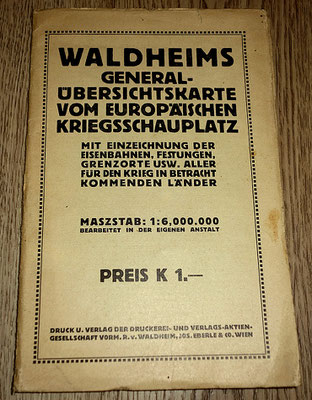 WALDHEIMS
GENERAL-
ÜBERSICHTSKARTE
VOM EUROPÄISCHEN
KRIEGSSCHAUPLATZ
MIT EINZEICHNUNG DER
EISENBAHNEN, FESTUNGEN,
GRENZORTE USW. ALLER
FÜR DEN KRIEG IN BETRACHT
KOMMENDEN LÄNDER
MASZSTAB: 1:6,000.000
BEARBEITET IN DER EIGENEN ANSTALT
PREIS K 1.—
DRUCK U. VERLAG DER DRUCKEREI- UND VERLAGS-AKTIEN-
GESELLSCHAFT VORM. R. v. WALDHEIM, JOS. EBERLE & CO. WIEN